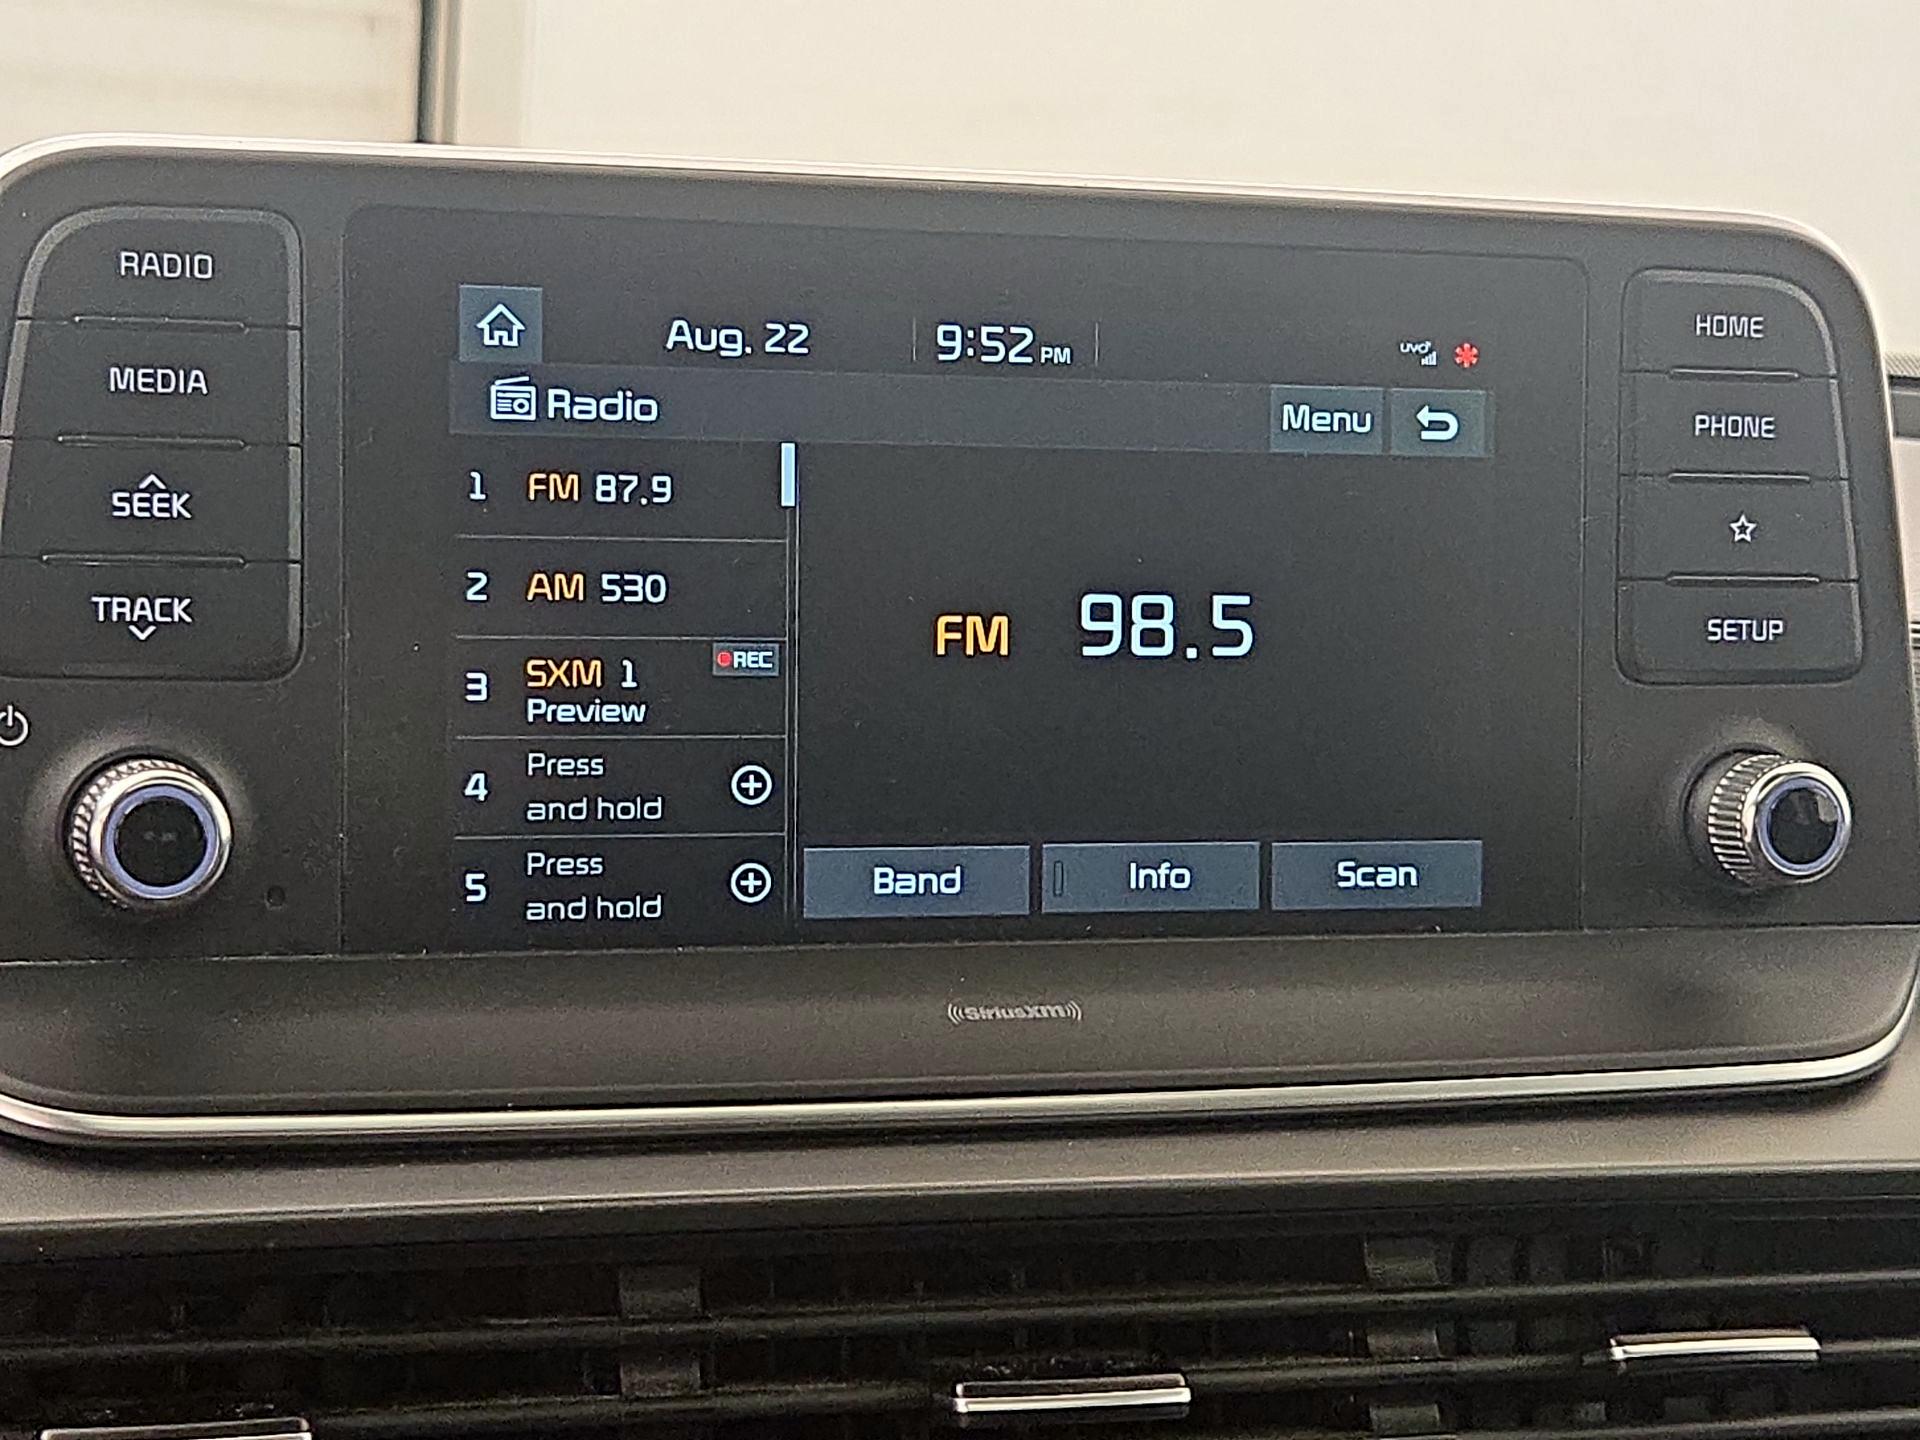 RADIO
MEDIA
SEEK
TRACK
Aug. 22
9:52 PM
UVO
Radio
Menu
1 FM 87.9
2 AM 530
3 SXM 1
REC
Preview
4 Press
and hold
5 Press
and hold
FM 98.5
Band
Info
Scan
HOME
PHONE
SETUP
((SiriusXM))